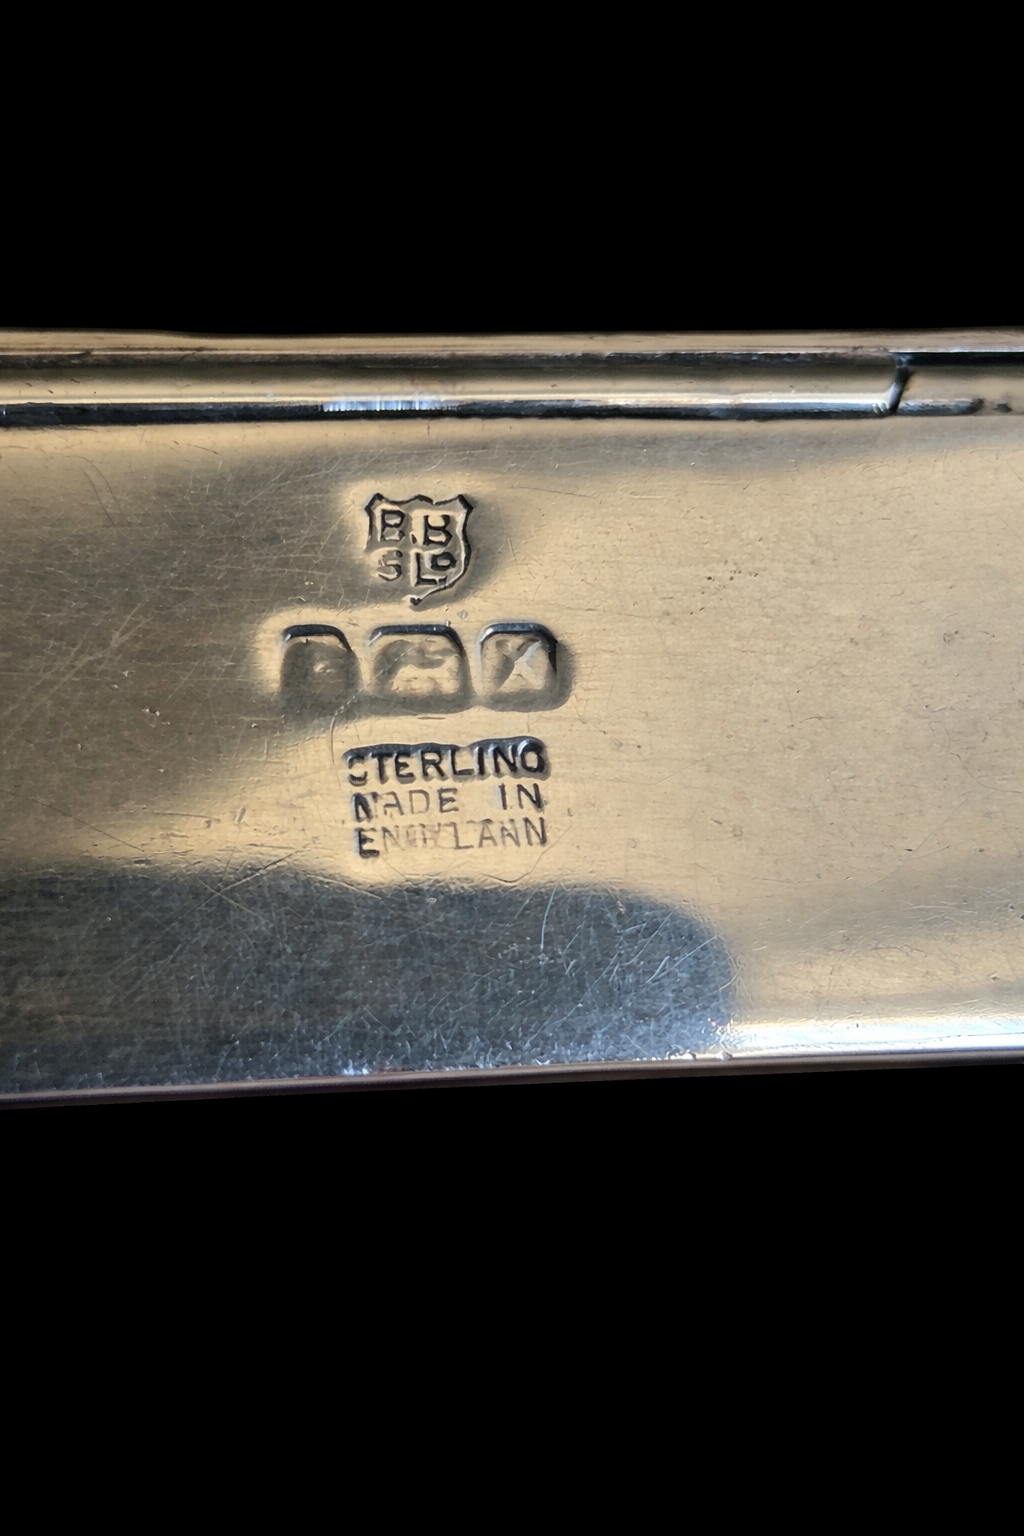 B.B
S Lᴰ
X
STERLING
MADE IN
ENGLAND